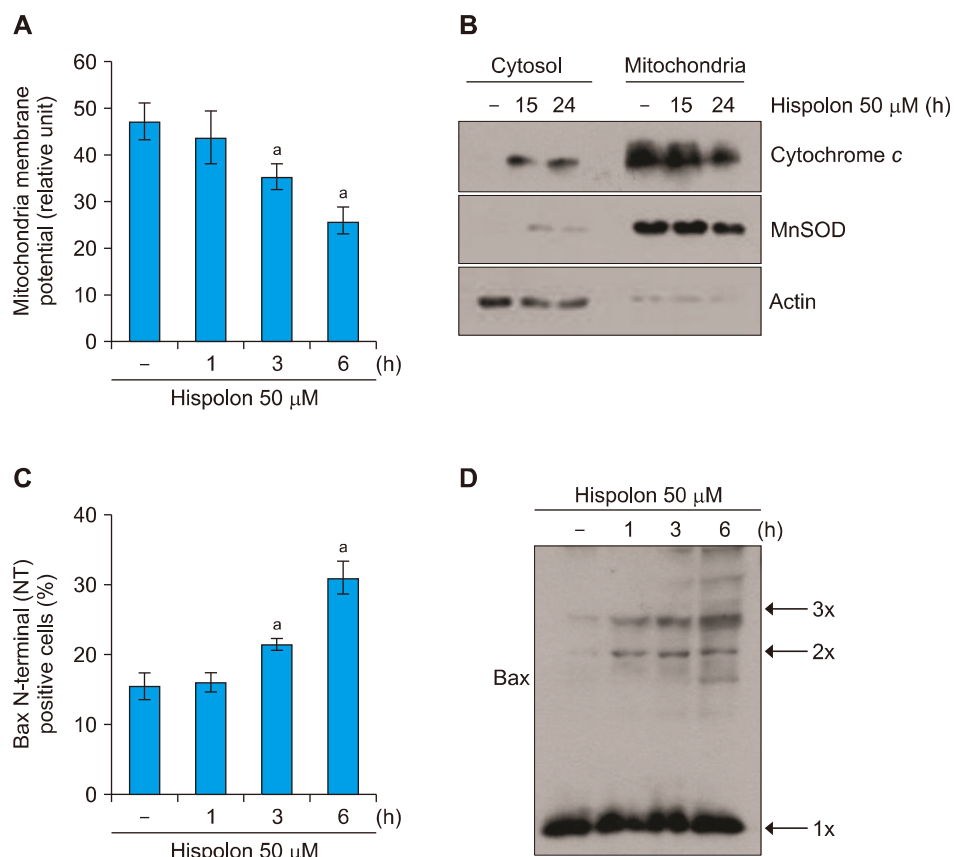 A
Mitochondria membrane
potential (relative unit)
60
50
40
30
20
10
0
a
a
– 1 3 6 (h)
Hispolon 50 μM
B
Cytosol Mitochondria
– 15 24 – 15 24 Hispolon 50 μM (h)
Cytochrome c
MnSOD
Actin
C
Bax N-terminal (NT)
positive cells (%)
40
30
20
10
0
a
a
– 1 3 6 (h)
Hispolon 50 μM
D
Hispolon 50 μM
– 1 3 6 (h)
3x
2x
Bax
1x